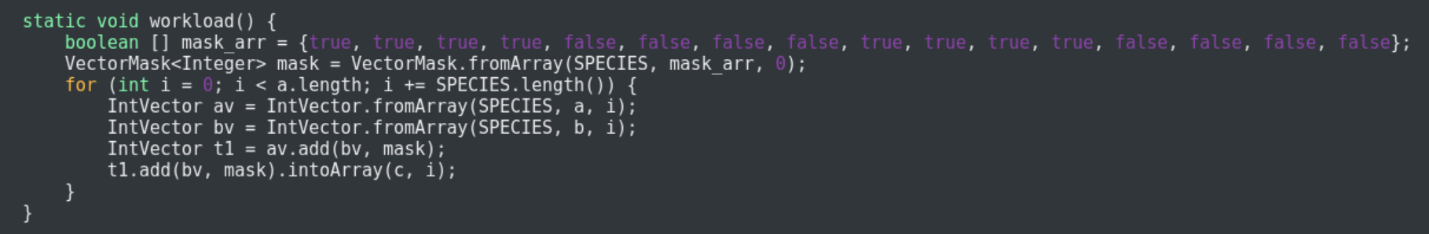 static void workload() {
    boolean [] mask_arr = {true, true, true, true, false, false, false, false, true, true, true, true, false, false, false, false};
    VectorMask<Integer> mask = VectorMask.fromArray(SPECIES, mask_arr, 0);
    for (int i = 0; i < a.length; i += SPECIES.length()) {
        IntVector av = IntVector.fromArray(SPECIES, a, i);
        IntVector bv = IntVector.fromArray(SPECIES, b, i);
        IntVector t1 = av.add(bv, mask);
        t1.add(bv, mask).intoArray(c, i);
    }
}